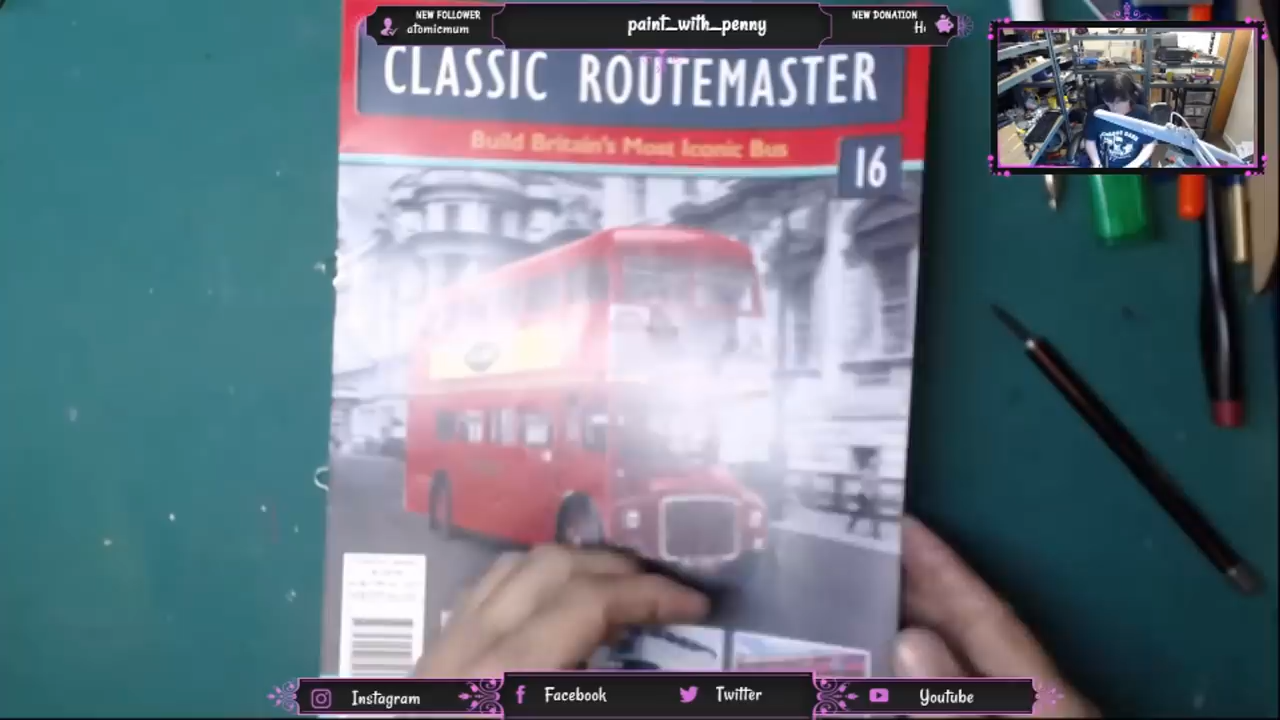 NEW FOLLOWER
atomicmum
paint_with_penny
NEW DONATION
CLASSIC ROUTEMASTER
Build Britain's Most Iconic Bus
16
Instagram
Facebook
Twitter
Youtube